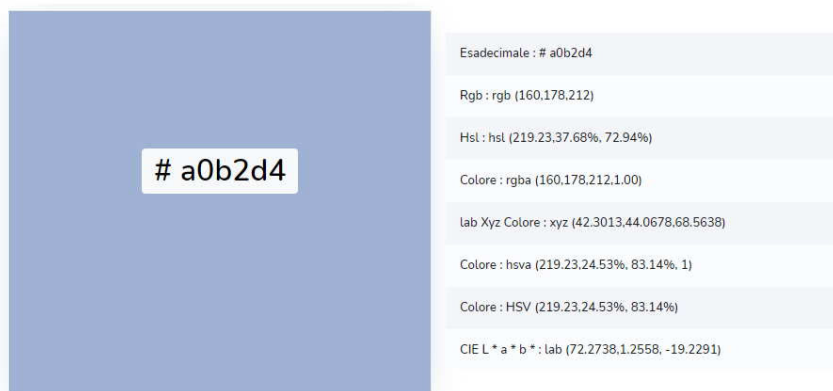 # a0b2d4
Esadecimale : # a0b2d4
Rgb : rgb (160,178,212)
Hsl : hsl (219.23,37.68%, 72.94%)
Colore : rgba (160,178,212,1.00)
lab Xyz Colore : xyz (42.3013,44.0678,68.5638)
Colore : hsva (219.23,24.53%, 83.14%, 1)
Colore : HSV (219.23,24.53%, 83.14%)
CIE L * a * b * : lab (72.2738,1.2558, -19.2291)